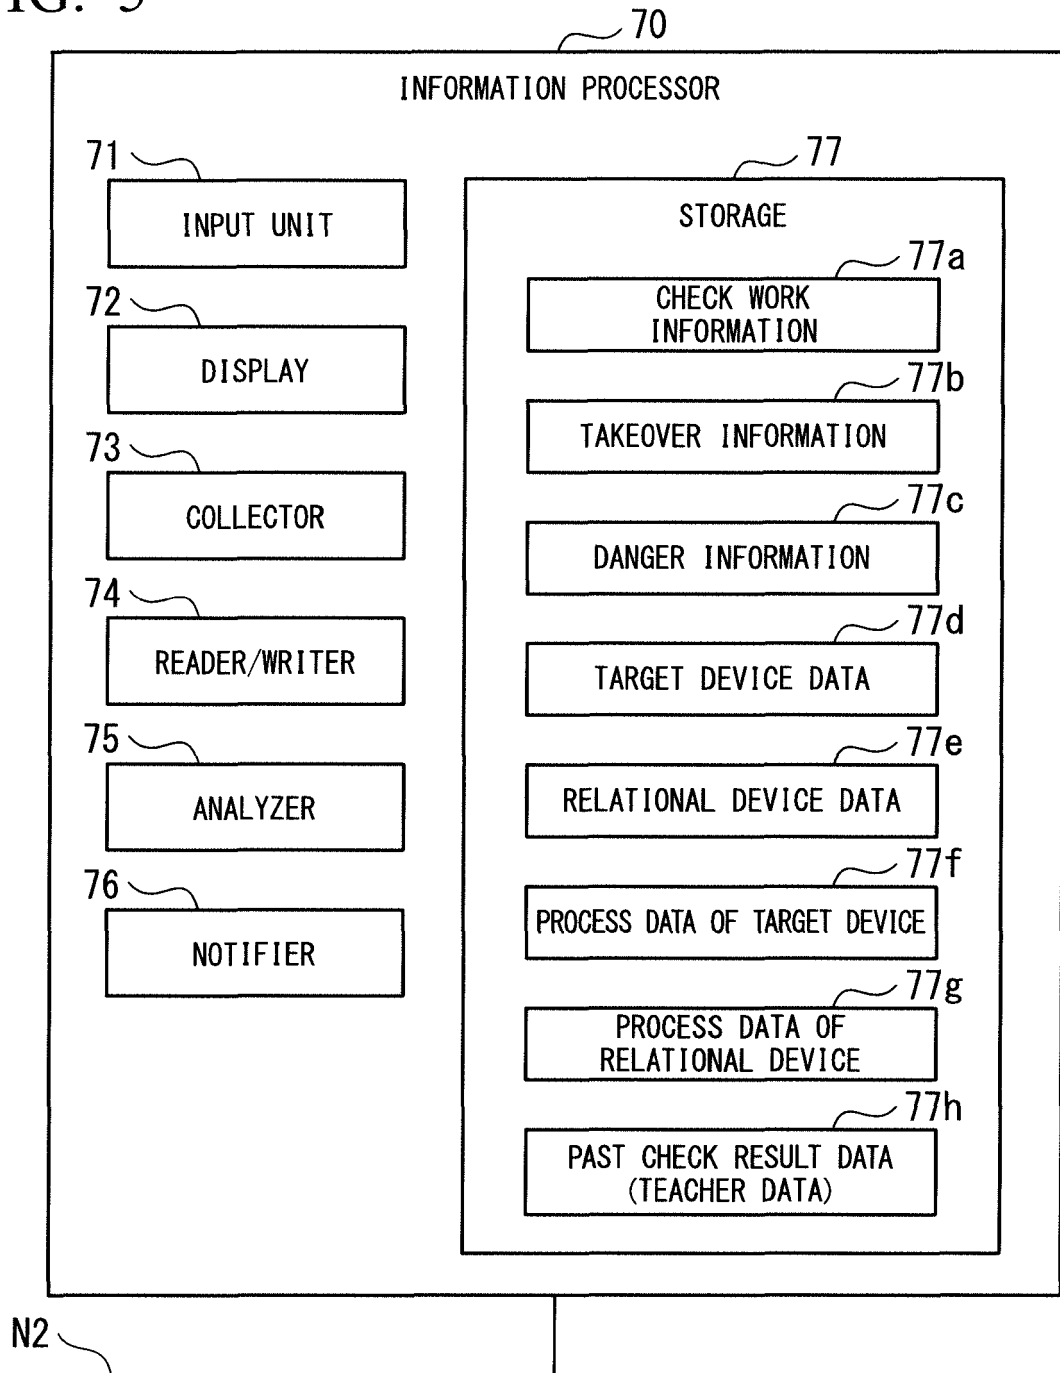 IG. 5
70
INFORMATION PROCESSOR
71
INPUT UNIT
72
DISPLAY
73
COLLECTOR
74
READER/WRITER
75
ANALYZER
76
NOTIFIER
77
STORAGE
77a
CHECK WORK
INFORMATION
77b
TAKEOVER INFORMATION
77c
DANGER INFORMATION
77d
TARGET DEVICE DATA
77e
RELATIONAL DEVICE DATA
77f
PROCESS DATA OF TARGET DEVICE
77g
PROCESS DATA OF
RELATIONAL DEVICE
77h
PAST CHECK RESULT DATA
(TEACHER DATA)
N2